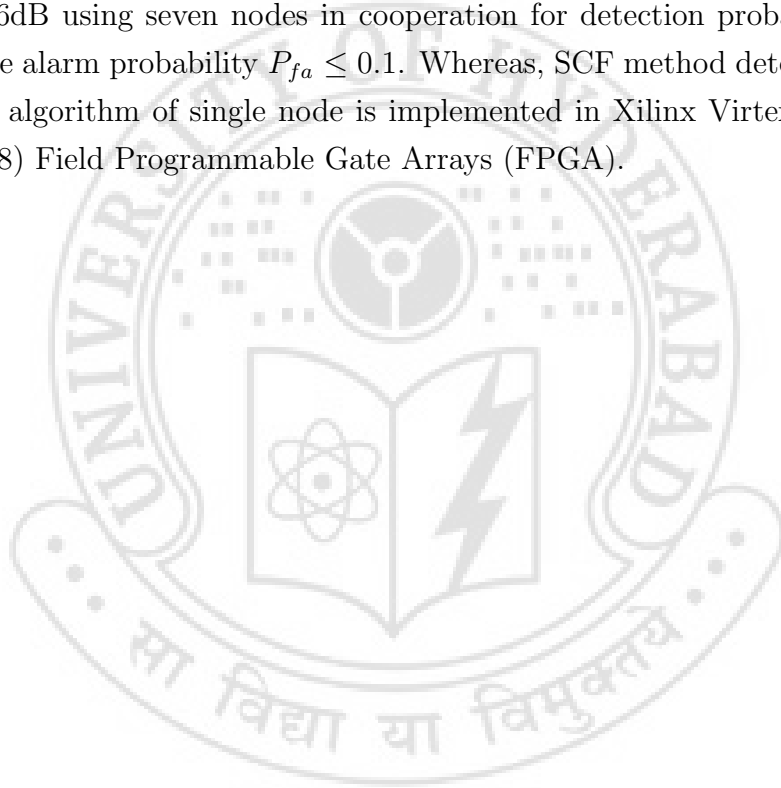 6dB using seven nodes in cooperation for detection proba
e alarm probability P_{fa} ≤ 0.1. Whereas, SCF method dete
algorithm of single node is implemented in Xilinx Virte
8) Field Programmable Gate Arrays (FPGA).
UNIVERSITY OF HYDERABAD
सा विद्या या विमुक्तये